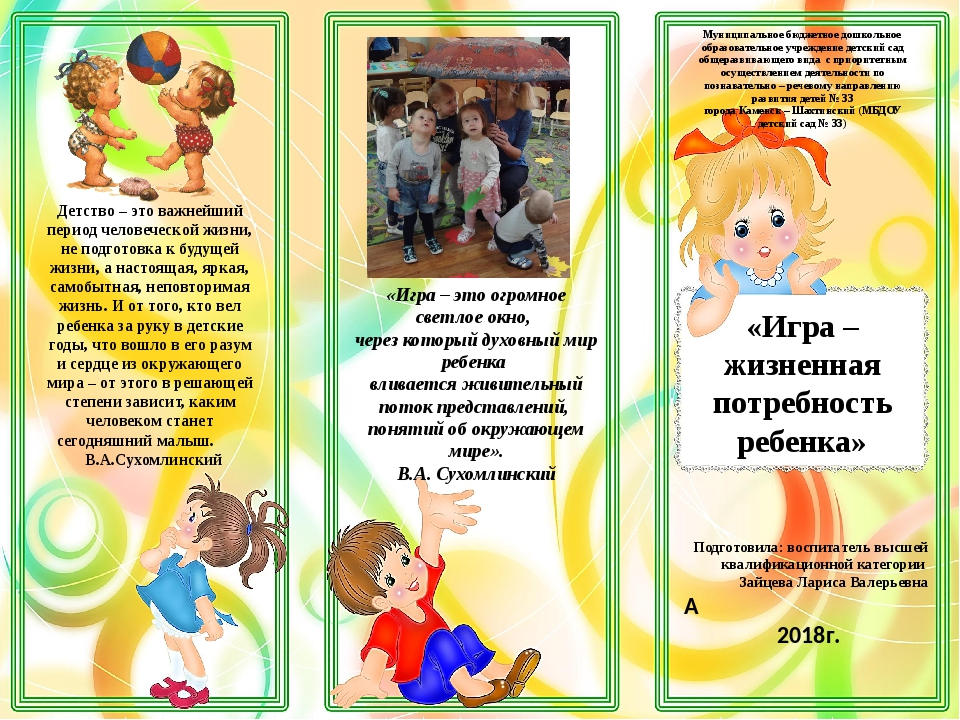 Детство – это важнейший
период человеческой жизни,
не подготовка к будущей
жизни, а настоящая, яркая,
самобытная, неповторимая
жизнь. И от того, кто вел
ребенка за руку в детские
годы, что вошло в его разум
и сердце из окружающего
мира – от этого в решающей
степени зависит, каким
человеком станет
сегодняшний малыш.
В.А.Сухомлинский
«Игра – это огромное
светлое окно,
через который духовный мир
ребенка
вливается живительный
поток представлений,
понятий об окружающем
мире».
В.А. Сухомлинский
Муниципальное бюджетное дошкольное
образовательное учреждение детский сад
общеразвивающего вида с приоритетным
осуществлением деятельности по
познавательно – речевому направлению
развития детей № 33
города Каменск – Шахтинский (МБДОУ
детский сад № 33)
«Игра –
жизненная
потребность
ребенка»
Подготовила: воспитатель высшей
квалификационной категории
Зайцева Лариса Валерьевна
А
2018г.